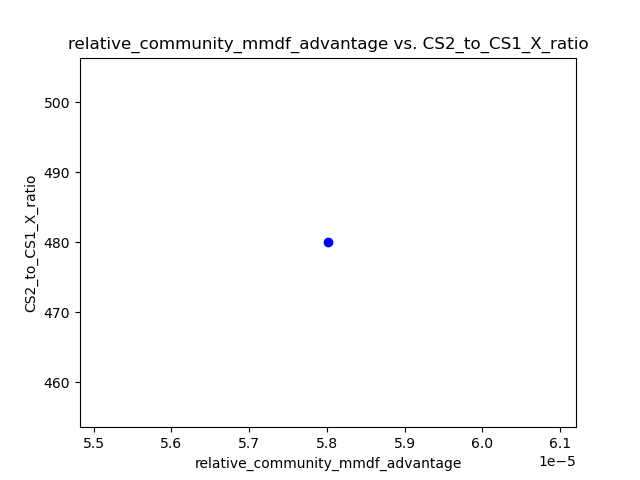 relative_community_mmdf_advantage vs. CS2_to_CS1_X_ratio
500
490
480
470
460
CS2_to_CS1_X_ratio
5.5 5.6 5.7 5.8 5.9 6.0 6.1
1e−5
relative_community_mmdf_advantage